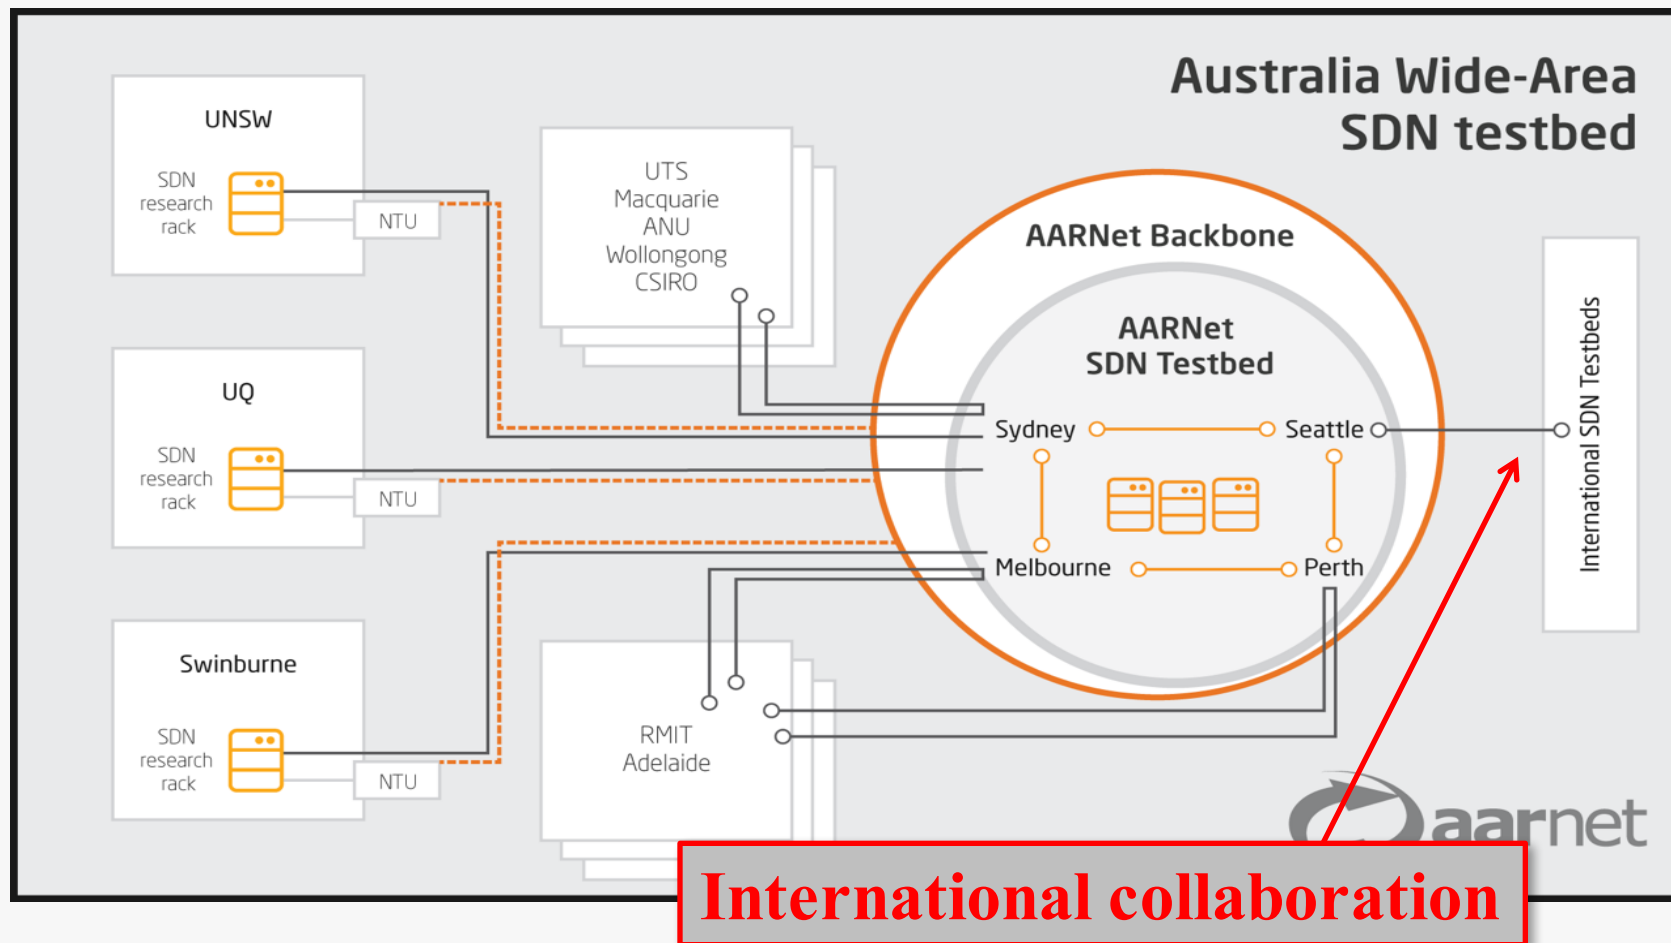 Australia Wide-Area
SDN testbed
UNSW
SDN
research
rack
NTU
UTS
Macquarie
ANU
Wollongong
CSIRO
AARNet Backbone
AARNet
SDN Testbed
UQ
SDN
research
rack
NTU
Sydney
Seattle
Melbourne
Perth
International SDN Testbeds
Swinburne
SDN
research
rack
NTU
RMIT
Adelaide
aarnet
International collaboration